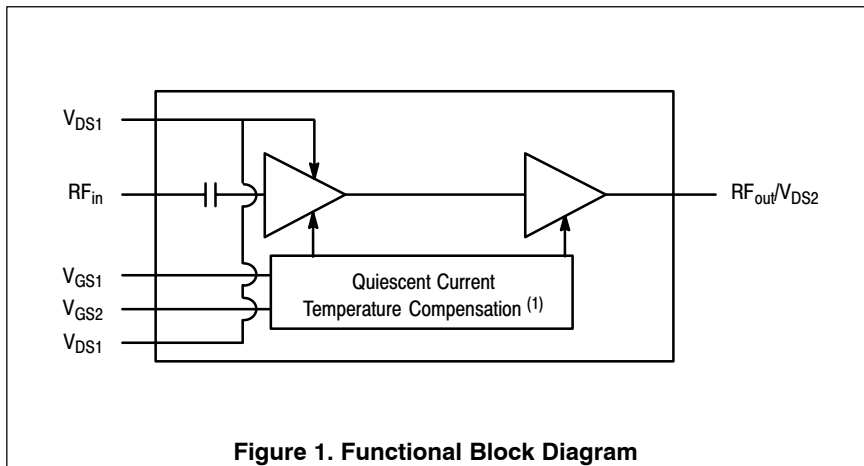 V_DS1
RF_in
RF_out/V_DS2
V_GS1
Quiescent Current
Temperature Compensation (1)
V_GS2
V_DS1
Figure 1. Functional Block Diagram